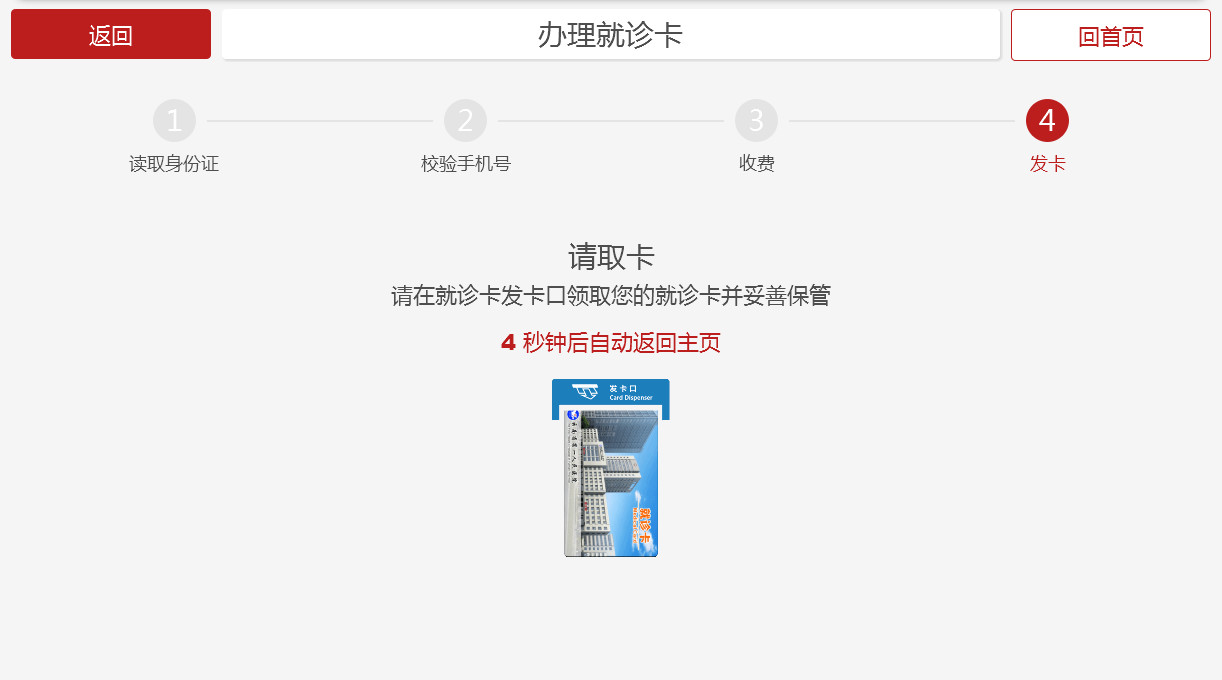 返回
办理就诊卡
回首页
1
2
3
4
读取身份证
校验手机号
收费
发卡
请取卡
请在就诊卡发卡口领取您的就诊卡并妥善保管
4 秒钟后自动返回主页
发卡口
Card Dispenser
就诊卡